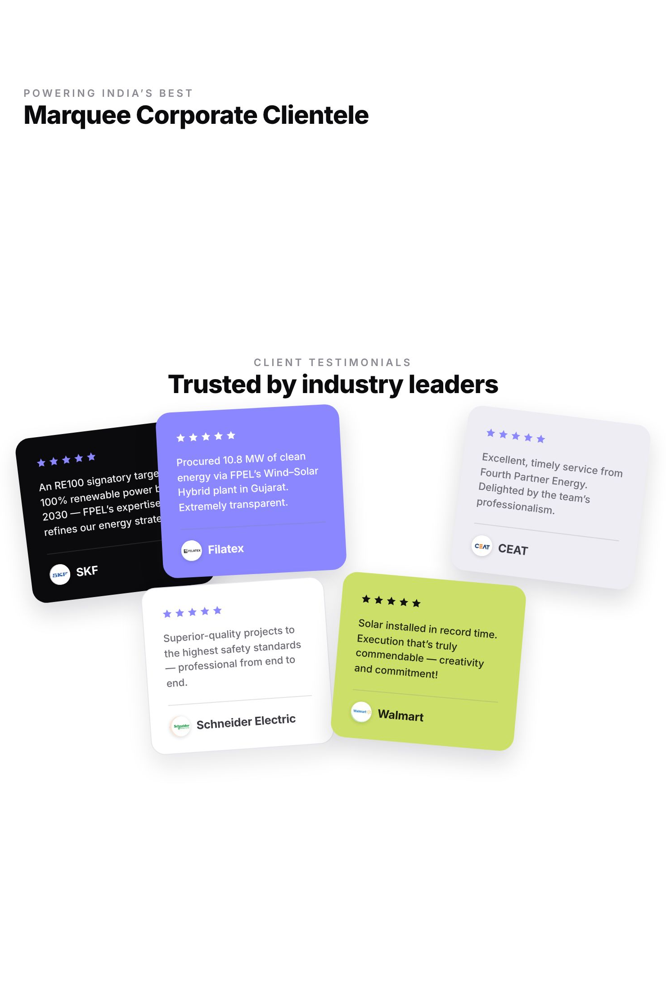 POWERING INDIA’S BEST
Marquee Corporate Clientele
CLIENT TESTIMONIALS
Trusted by industry leaders
An RE100 signatory targe
100% renewable power b
2030 — FPEL’s expertise
refines our energy strate
SKF
SKF
Procured 10.8 MW of clean
energy via FPEL’s Wind–Solar
Hybrid plant in Gujarat.
Extremely transparent.
FILATEX
Filatex
Excellent, timely service from
Fourth Partner Energy.
Delighted by the team’s
professionalism.
CEAT
CEAT
Superior-quality projects to
the highest safety standards
— professional from end to
end.
Schneider
Electric
Schneider Electric
Solar installed in record time.
Execution that’s truly
commendable — creativity
and commitment!
Walmart
Walmart